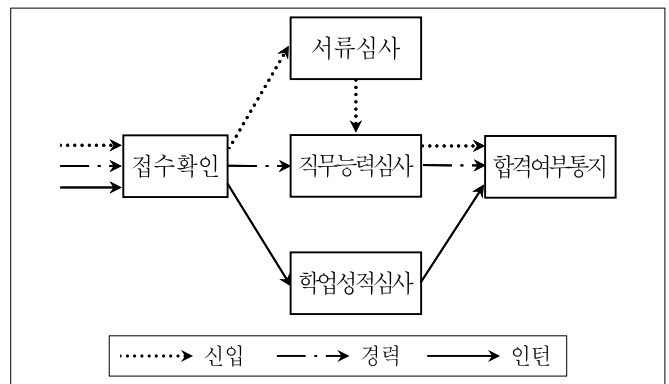 서류심사
접수확인
직무능력심사
합격여부통지
학업성적심사
신입
경력
인턴